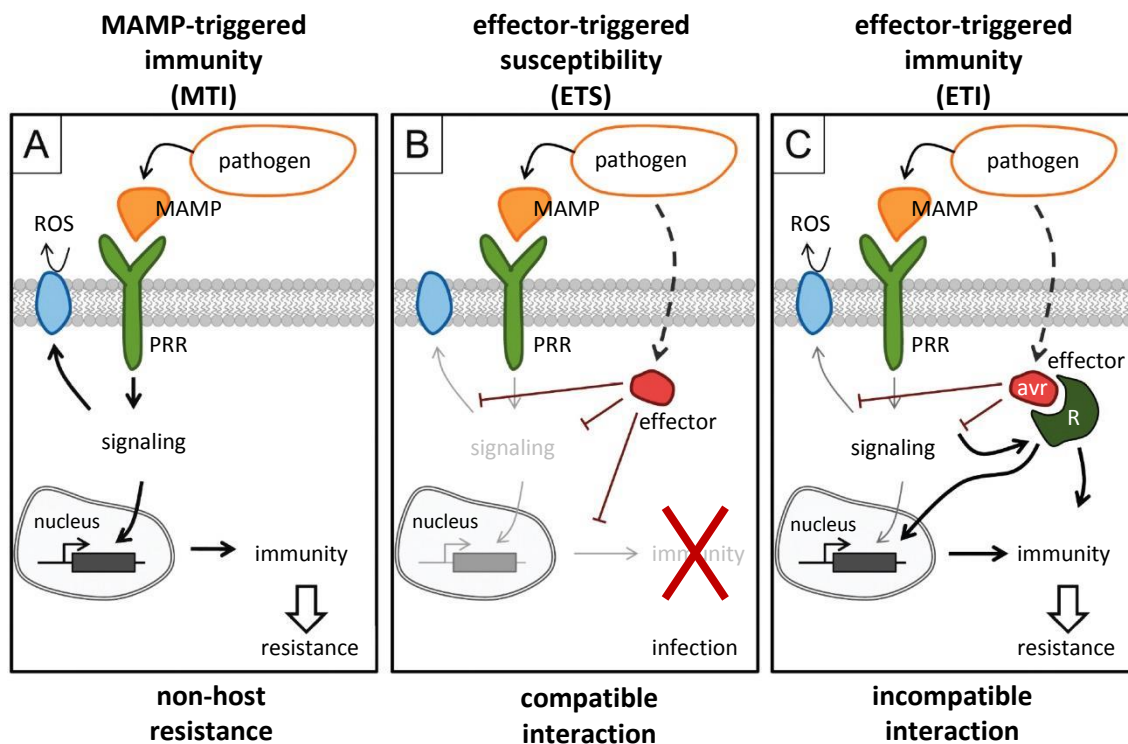 MAMP-triggered
immunity
(MTI)
effector-triggered
susceptibility
(ETS)
effector-triggered
immunity
(ETI)
A
pathogen
MAMP
ROS
PRR
signaling
nucleus
immunity
resistance
B
pathogen
MAMP
PRR
effector
signaling
nucleus
immunity
infection
C
pathogen
MAMP
ROS
PRR
effector
avr
R
signaling
nucleus
immunity
resistance
non-host
resistance
compatible
interaction
incompatible
interaction